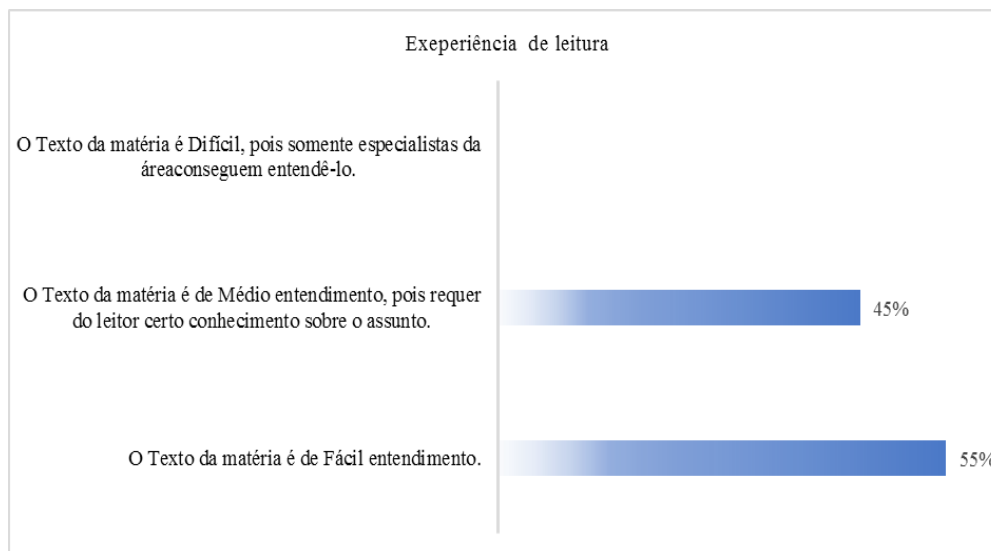 Exeperiência de leitura
O Texto da matéria é Difícil, pois somente especialistas da
áreaconseguem entendê-lo.
O Texto da matéria é de Médio entendimento, pois requer
do leitor certo conhecimento sobre o assunto.
45%
O Texto da matéria é de Fácil entendimento.
55%